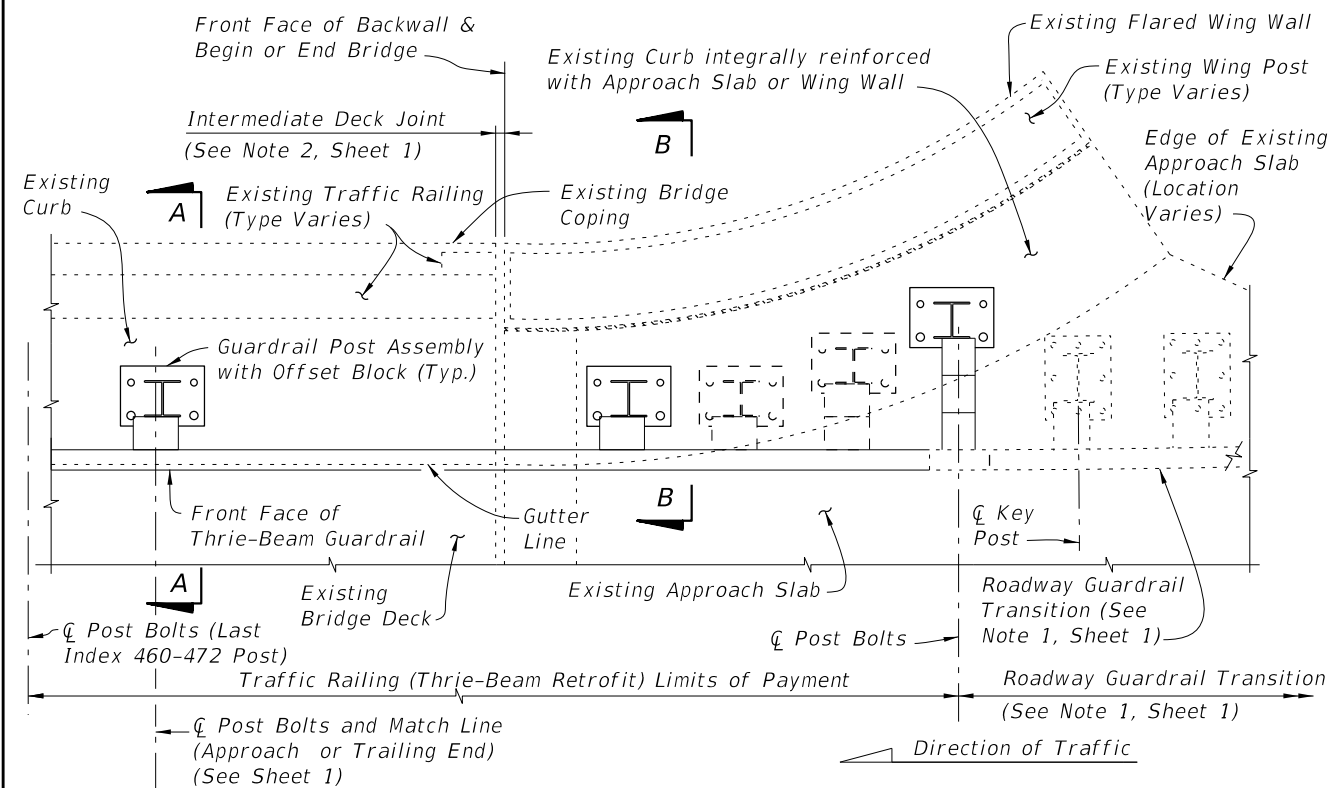 Front Face of Backwall &
Begin or End Bridge
Existing Flared Wing Wall
Existing Curb integrally reinforced
with Approach Slab or Wing Wall
Existing Wing Post
(Type Varies)
Intermediate Deck Joint
(See Note 2, Sheet 1)
B
Edge of Existing
Approach Slab
(Location
Varies)
Existing
Curb
A
Existing Traffic Railing
(Type Varies)
Existing Bridge
Coping
Guardrail Post Assembly
with Offset Block (Typ.)
Front Face of
Thrie-Beam Guardrail
Gutter
Line
B
℄ Key
Post
A
Existing
Bridge Deck
Existing Approach Slab
Roadway Guardrail
Transition (See
Note 1, Sheet 1)
℄ Post Bolts (Last
Index 460-472 Post)
℄ Post Bolts
Traffic Railing (Thrie-Beam Retrofit) Limits of Payment
Roadway Guardrail Transition
(See Note 1, Sheet 1)
℄ Post Bolts and Match Line
(Approach or Trailing End)
(See Sheet 1)
Direction of Traffic